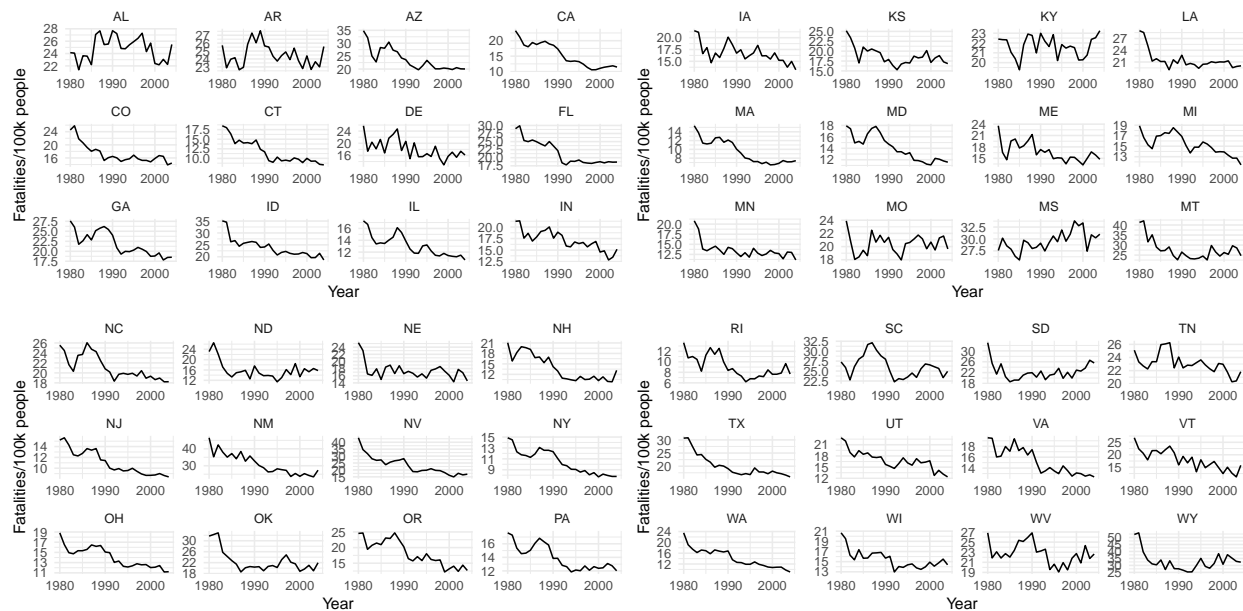 Fatalities/100k people
AL
28
26
24
22
1980 1990 2000
AR
27
26
25
24
23
1980 1990 2000
AZ
35
30
25
20
1980 1990 2000
CA
20
15
10
1980 1990 2000
CO
24
20
16
1980 1990 2000
CT
17.5
15.0
12.5
10.0
1980 1990 2000
DE
24
20
16
1980 1990 2000
FL
30.0
27.5
25.0
22.5
20.0
17.5
1980 1990 2000
GA
27.5
25.0
22.5
20.0
17.5
1980 1990 2000
ID
35
30
25
20
1980 1990 2000
IL
16
14
12
1980 1990 2000
IN
20.0
17.5
15.0
12.5
1980 1990 2000
Year
Fatalities/100k people
IA
20.0
17.5
15.0
1980 1990 2000
KS
25.0
22.5
20.0
17.5
15.0
1980 1990 2000
KY
23
22
21
20
1980 1990 2000
LA
27
24
21
1980 1990 2000
MA
14
12
10
8
1980 1990 2000
MD
18
16
14
12
1980 1990 2000
ME
24
21
18
15
1980 1990 2000
MI
19
17
15
13
1980 1990 2000
MN
20.0
17.5
15.0
12.5
1980 1990 2000
MO
24
22
20
18
1980 1990 2000
MS
32.5
30.0
27.5
1980 1990 2000
MT
40
35
30
25
1980 1990 2000
Year
Fatalities/100k people
NC
26
24
22
20
18
1980 1990 2000
ND
24
20
16
12
1980 1990 2000
NE
24
22
20
18
16
14
1980 1990 2000
NH
21
18
15
12
1980 1990 2000
NJ
14
12
10
1980 1990 2000
NM
40
30
1980 1990 2000
NV
40
35
30
25
20
15
1980 1990 2000
NY
15
13
11
9
1980 1990 2000
OH
19
17
15
13
11
1980 1990 2000
OK
30
26
22
18
1980 1990 2000
OR
25
20
15
1980 1990 2000
PA
16
14
12
1980 1990 2000
Year
Fatalities/100k people
RI
12
10
8
6
1980 1990 2000
SC
32.5
30.0
27.5
25.0
22.5
1980 1990 2000
SD
30
26
22
18
1980 1990 2000
TN
26
24
22
20
1980 1990 2000
TX
30
25
20
1980 1990 2000
UT
21
18
15
12
1980 1990 2000
VA
18
16
14
1980 1990 2000
VT
25
20
15
1980 1990 2000
WA
20
16
12
1980 1990 2000
WI
21
19
17
15
13
1980 1990 2000
WV
27
25
23
21
19
1980 1990 2000
WY
50
45
40
35
30
25
1980 1990 2000
Year